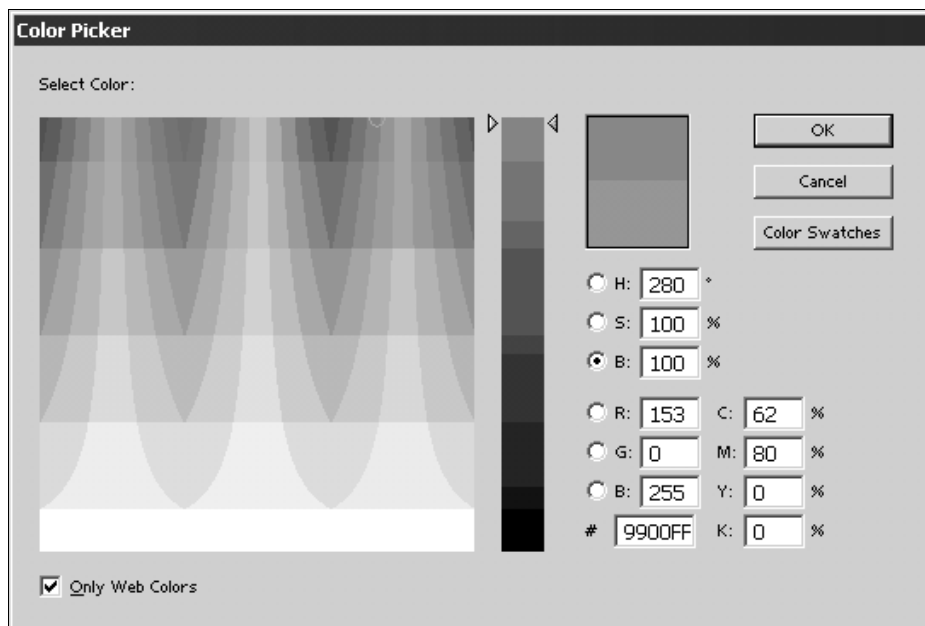 Color Picker
Select Color:
OK
Cancel
Color Swatches
H: 280 °
S: 100 %
B: 100 %
R: 153 C: 62 %
G: 0 M: 80 %
B: 255 Y: 0 %
# 9900FF K: 0 %
Only Web Colors